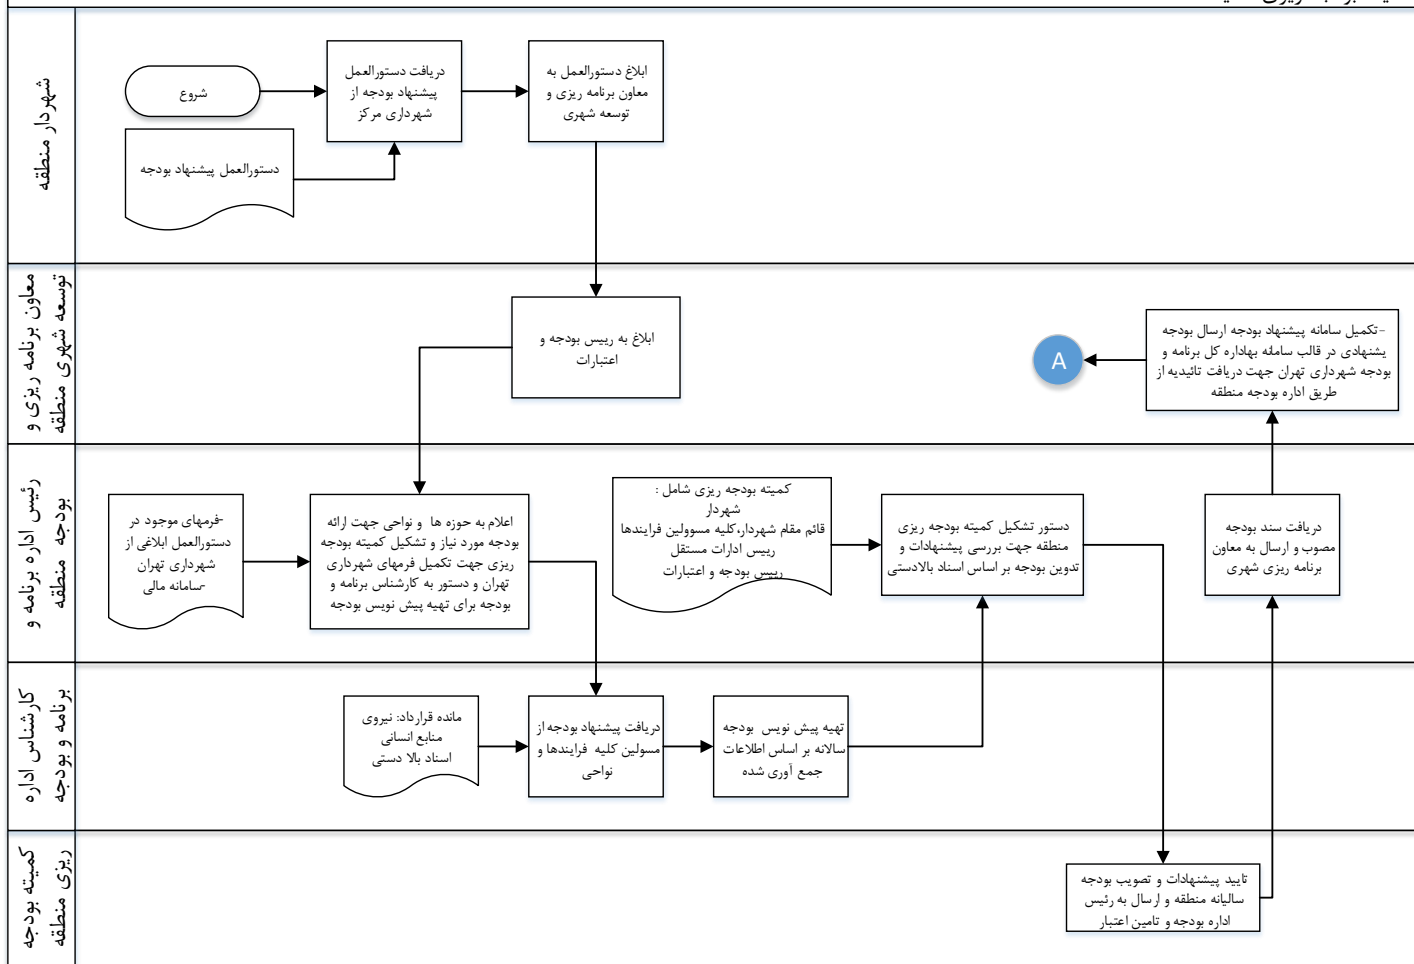 شهردار منطقه
شروع
دستورالعمل پیشنهاد بودجه
دریافت دستورالعمل
پیشنهاد بودجه از
شهرداری مرکز
ابلاغ دستورالعمل به
معاون برنامه ریزی و
توسعه شهری
معاون برنامه ریزی و
توسعه شهری منطقه
ابلاغ به رییس بودجه و
اعتبارات
A
-تکمیل سامانه پیشنهاد بودجه ارسال بودجه
یشنهادی در قالب سامانه بهاداره کل برنامه و
بودجه شهرداری تهران جهت دریافت تائیدیه از
طریق اداره بودجه منطقه
رئیس اداره برنامه و
بودجه منطقه
-فرمهای موجود در
دستورالعمل ابلاغی از
شهرداری تهران
-سامانه مالی
اعلام به حوزه ها و نواحی جهت ارائه
بودجه مورد نیاز و تشکیل کمیته بودجه
ریزی جهت تکمیل فرمهای شهرداری
تهران و دستور به کارشناس برنامه و
بودجه برای تهیه پیش نویس بودجه
کمیته بودجه ریزی شامل :
شهردار
قائم مقام شهردار،کلیه مسوولین فرایندها
رییس ادارات مستقل
رییس بودجه و اعتبارات
دستور تشکیل کمیته بودجه ریزی
منطقه جهت بررسی پیشنهادات و
تدوین بودجه بر اساس اسناد بالادستی
دریافت سند بودجه
مصوب و ارسال به معاون
برنامه ریزی شهری
کارشناس اداره
برنامه و بودجه
مانده قرارداد: نیروی
منابع انسانی
اسناد بالا دستی
دریافت پیشنهاد بودجه از
مسولین کلیه فرایندها و
نواحی
تهیه پیش نویس بودجه
سالانه بر اساس اطلاعات
جمع آوری شده
کمیته بودجه
ریزی منطقه
تایید پیشنهادات و تصویب بودجه
سالیانه منطقه و ارسال به رئیس
اداره بودجه و تامین اعتبار